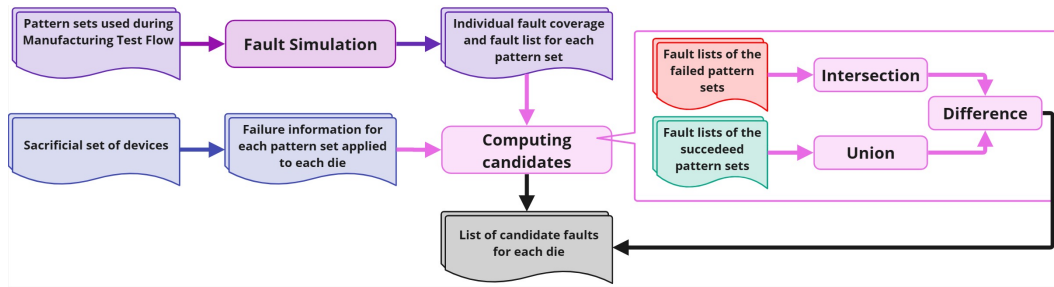 Pattern sets used during
Manufacturing Test Flow
Fault Simulation
Individual fault coverage
and fault list for each
pattern set
Sacrificial set of devices
Failure information for
each pattern set applied
to each die
Computing
candidates
List of candidate faults
for each die
Fault lists of the
failed pattern
sets
Intersection
Fault lists of the
succedeed
pattern sets
Union
Difference